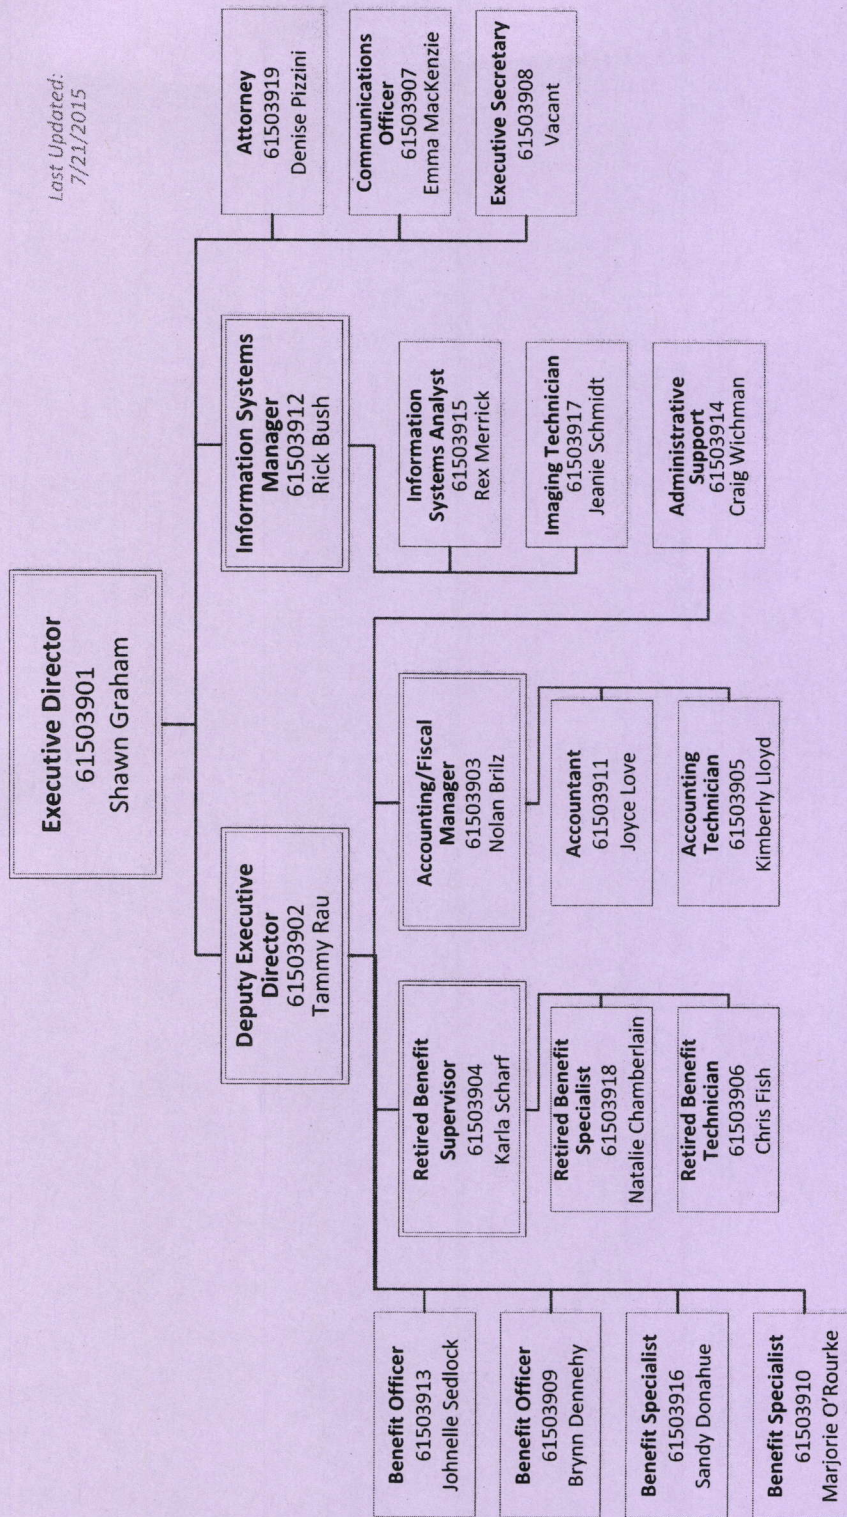 Last Updated:
7/21/2015
Executive Director
61503901
Shawn Graham
Deputy Executive
Director
61503902
Tammy Rau
Information Systems
Manager
61503912
Rick Bush
Attorney
61503919
Denise Pizzini
Communications
Officer
61503907
Emma MacKenzie
Executive Secretary
61503908
Vacant
Benefit Officer
61503913
Johnelle Sedlock
Benefit Officer
61503909
Brynn Dennehy
Benefit Specialist
61503916
Sandy Donahue
Benefit Specialist
61503910
Marjorie O'Rourke
Retired Benefit
Supervisor
61503904
Karla Scharf
Retired Benefit
Specialist
61503918
Natalie Chamberlain
Retired Benefit
Technician
61503906
Chris Fish
Accounting/Fiscal
Manager
61503903
Nolan Brilz
Accountant
61503911
Joyce Love
Accounting
Technician
61503905
Kimberly Lloyd
Information
Systems Analyst
61503915
Rex Merrick
Imaging Technician
61503917
Jeanie Schmidt
Administrative
Support
61503914
Craig Wichman